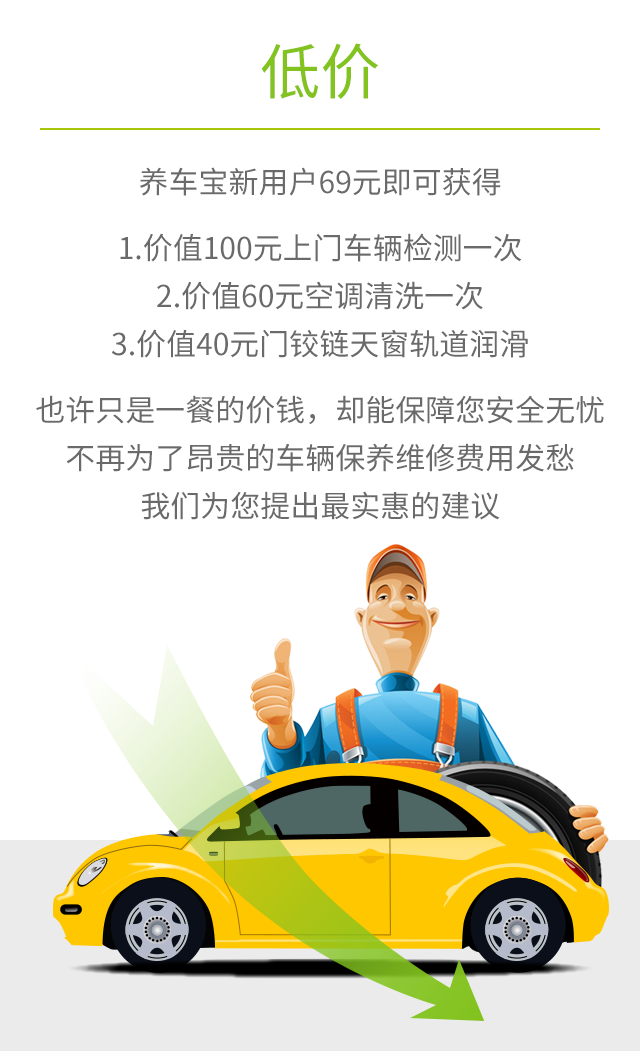 低价
养车宝新用户69元即可获得
1.价值100元上门车辆检测一次
2.价值60元空调清洗一次
3.价值40元门铰链天窗轨道润滑
也许只是一餐的价钱，却能保障您安全无忧
不再为了昂贵的车辆保养维修费用发愁
我们为您提出最实惠的建议